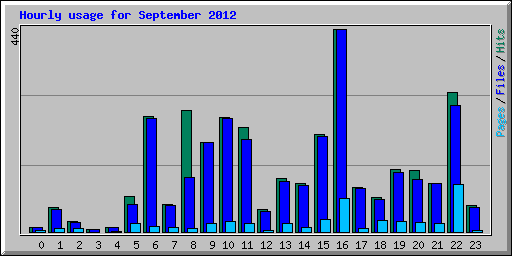 Hourly usage for September 2012
440
Pages / Files / Hits
0 1 2 3 4 5 6 7 8 9 10 11 12 13 14 15 16 17 18 19 20 21 22 23